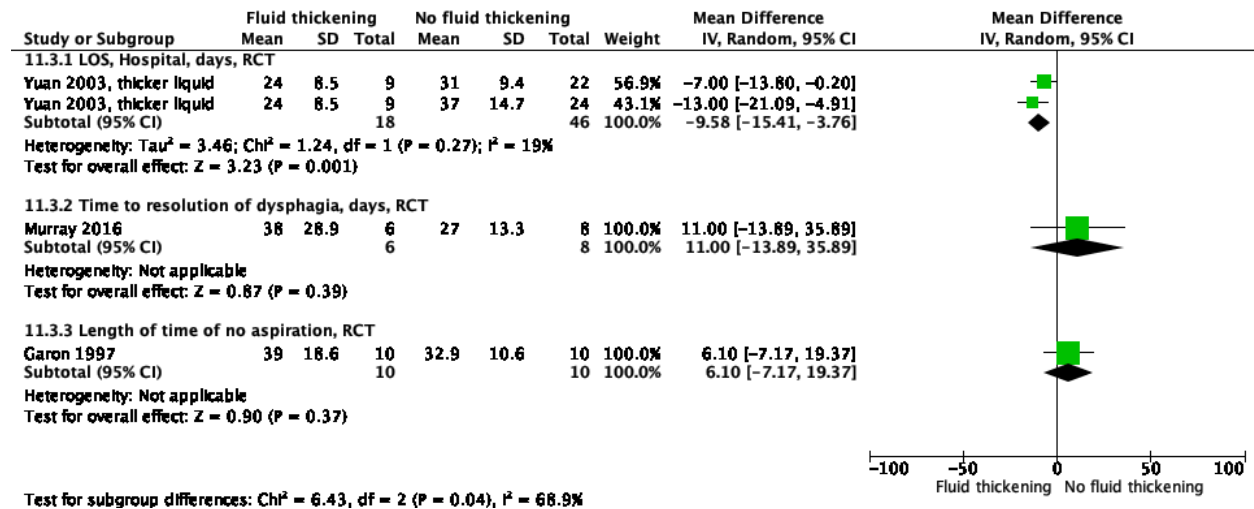 Fluid thickening No fluid thickening Mean Difference Mean Difference
Study or Subgroup Mean SD Total Mean SD Total Weight IV, Random, 95% CI IV, Random, 95% CI
11.3.1 LOS, Hospital, days, RCT
Yuan 2003, thicker liquid 24 8.5 9 31 9.4 22 56.9% −7.00 [−13.80, −0.20]
Yuan 2003, thicker liquid 24 8.5 9 37 14.7 24 43.1% −13.00 [−21.09, −4.91]
Subtotal (95% CI) 18 46 100.0% −9.58 [−15.41, −3.76]
Heterogeneity: Tau² = 3.46; Chi² = 1.24, df = 1 (P = 0.27); I² = 19%
Test for overall effect: Z = 3.23 (P = 0.001)
11.3.2 Time to resolution of dysphagia, days, RCT
Murray 2016 38 28.9 6 27 13.3 8 100.0% 11.00 [−13.89, 35.89]
Subtotal (95% CI) 6 8 100.0% 11.00 [−13.89, 35.89]
Heterogeneity: Not applicable
Test for overall effect: Z = 0.87 (P = 0.39)
11.3.3 Length of time of no aspiration, RCT
Garon 1997 39 18.6 10 32.9 10.6 10 100.0% 6.10 [−7.17, 19.37]
Subtotal (95% CI) 10 10 100.0% 6.10 [−7.17, 19.37]
Heterogeneity: Not applicable
Test for overall effect: Z = 0.90 (P = 0.37)
−100 −50 0 50 100
Fluid thickening No fluid thickening
Test for subgroup differences: Chi² = 6.43, df = 2 (P = 0.04), I² = 68.9%